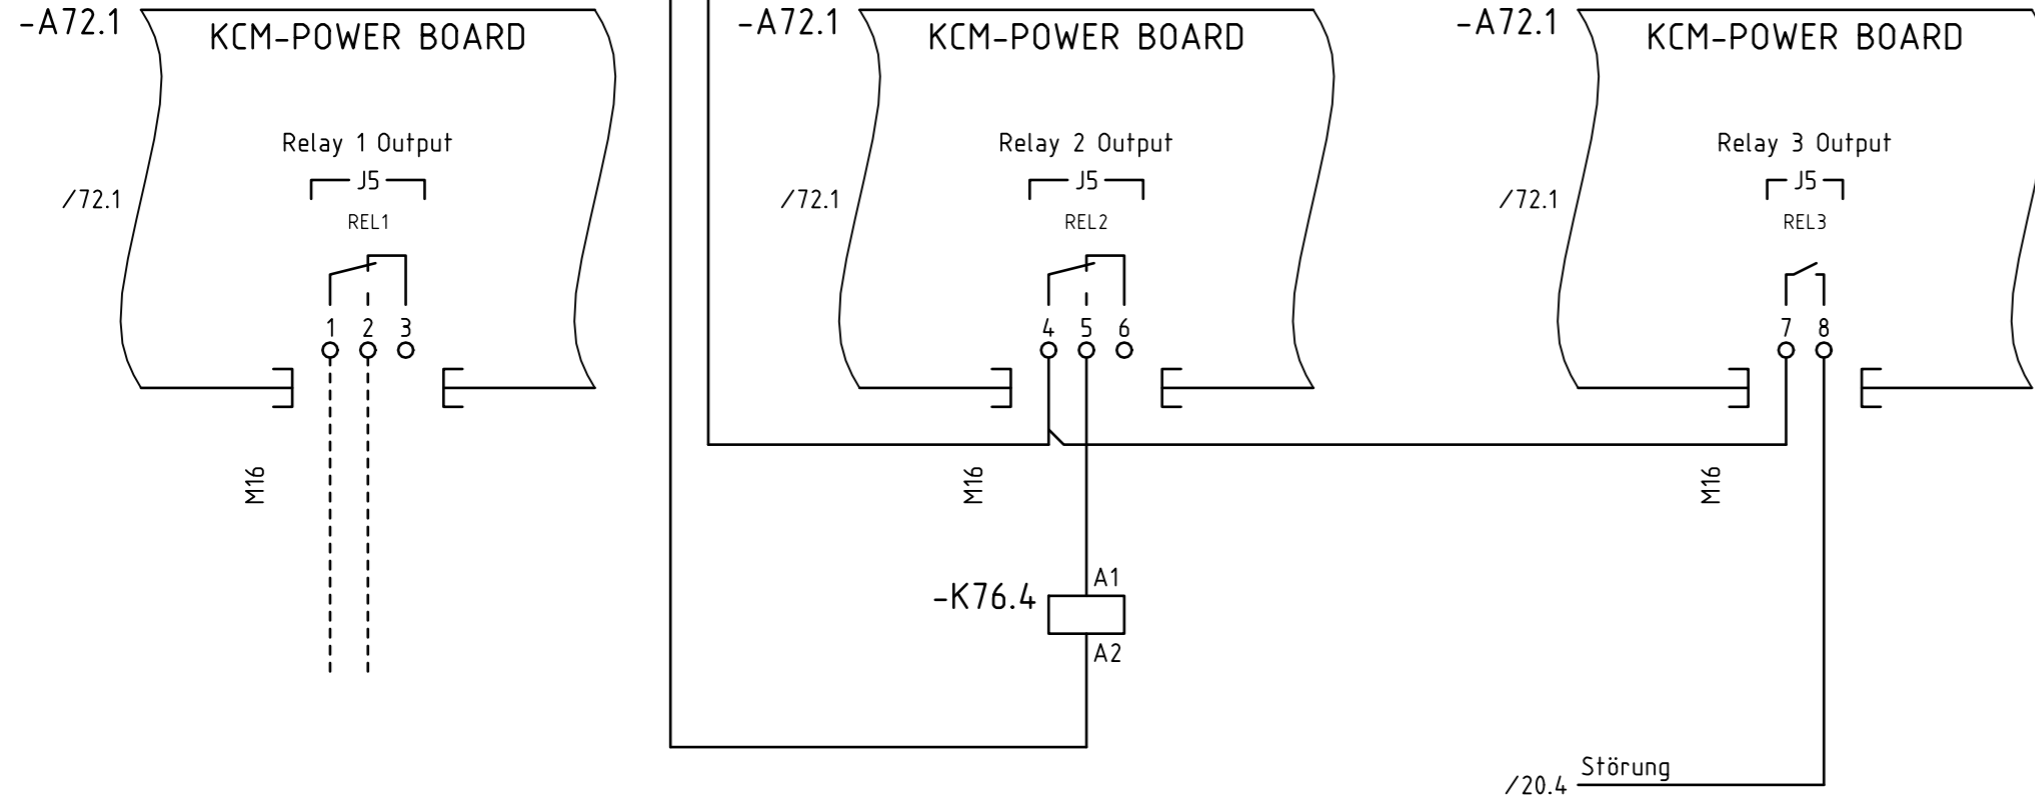 -A72.1 KCM-POWER BOARD
Relay 1 Output
J5
/72.1
REL1
1 2 3
M16
-A72.1 KCM-POWER BOARD
Relay 2 Output
J5
/72.1
REL2
4 5 6
M16
A1
-K76.4
A2
-A72.1 KCM-POWER BOARD
Relay 3 Output
J5
/72.1
REL3
7 8
M16
Störung
/20.4